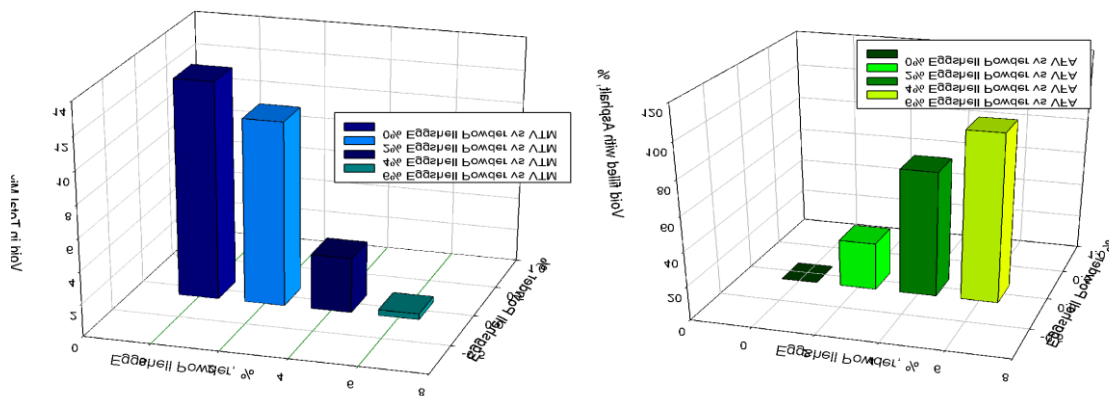 14
12
10
8
6
4
2
Void in Total
0% Eggshell Powder vs VTM
2% Eggshell Powder vs VTM
4% Eggshell Powder vs VTM
6% Eggshell Powder vs VTM
0
4
6
8
Eggshell Powder, %
Eggshell Powder, %
120
100
80
60
40
20
Void filled with Asphalt, %
0% Eggshell Powder vs VFA
2% Eggshell Powder vs VFA
4% Eggshell Powder vs VFA
6% Eggshell Powder vs VFA
0
0
6
8
Eggshell Powder, %
Eggshell Powder, %